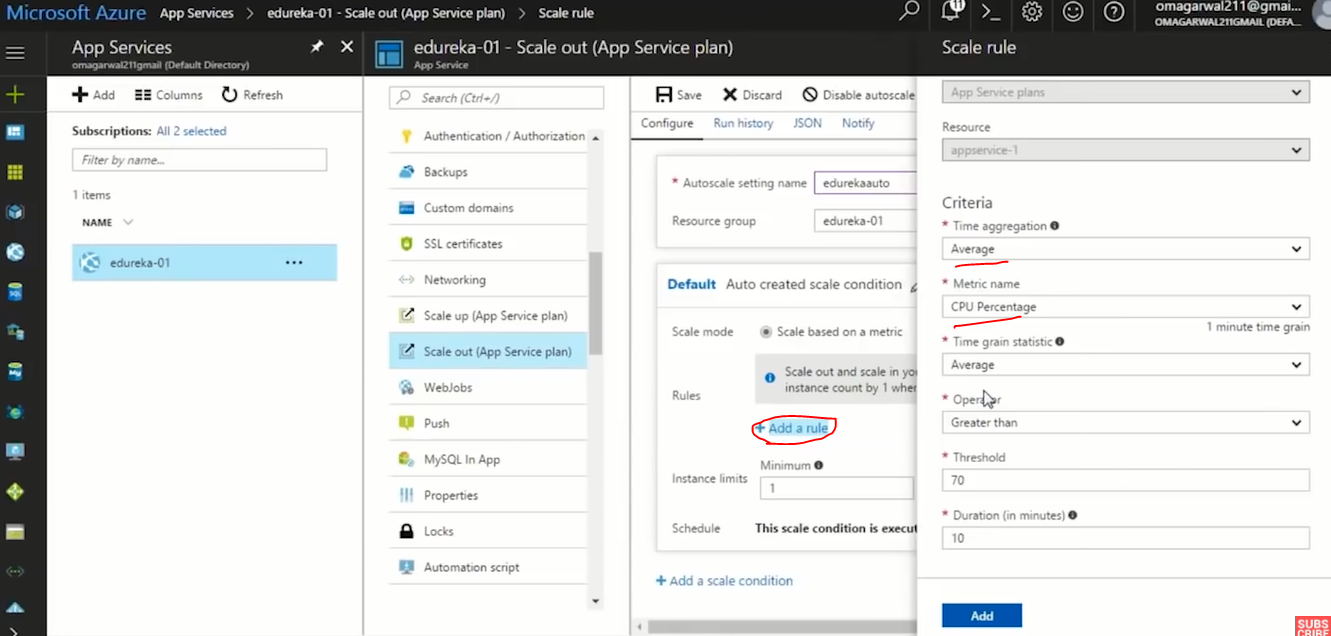 Microsoft Azure App Services > edureka-01 - Scale out (App Service plan) > Scale rule
11
omagarwal211@gmai...
OMAGARWAL211GMAIL (DEFA...
App Services
omagarwal211gmail (Default Directory)
Add Columns Refresh
Subscriptions: All 2 selected
Filter by name...
1 items
NAME
edureka-01 ...
edureka-01 - Scale out (App Service plan)
App Service
Search (Ctrl+/)
Authentication / Authorization
Backups
Custom domains
SSL certificates
Networking
Scale up (App Service plan)
Scale out (App Service plan)
WebJobs
Push
MySQL In App
Properties
Locks
Automation script
Save Discard Disable autoscale
Configure Run history JSON Notify
* Autoscale setting name edurekaauto
Resource group edureka-01
Default Auto created scale condition
Scale mode Scale based on a metric
Rules
Scale out and scale in you
instance count by 1 when
+ Add a rule
Instance limits
Minimum
1
Schedule This scale condition is execut
+ Add a scale condition
Scale rule
App Service plans
Resource
appservice-1
Criteria
* Time aggregation
Average
* Metric name
CPU Percentage
1 minute time grain
* Time grain statistic
Average
* Operator
Greater than
* Threshold
70
* Duration (in minutes)
10
Add
SUBS
CRIBE